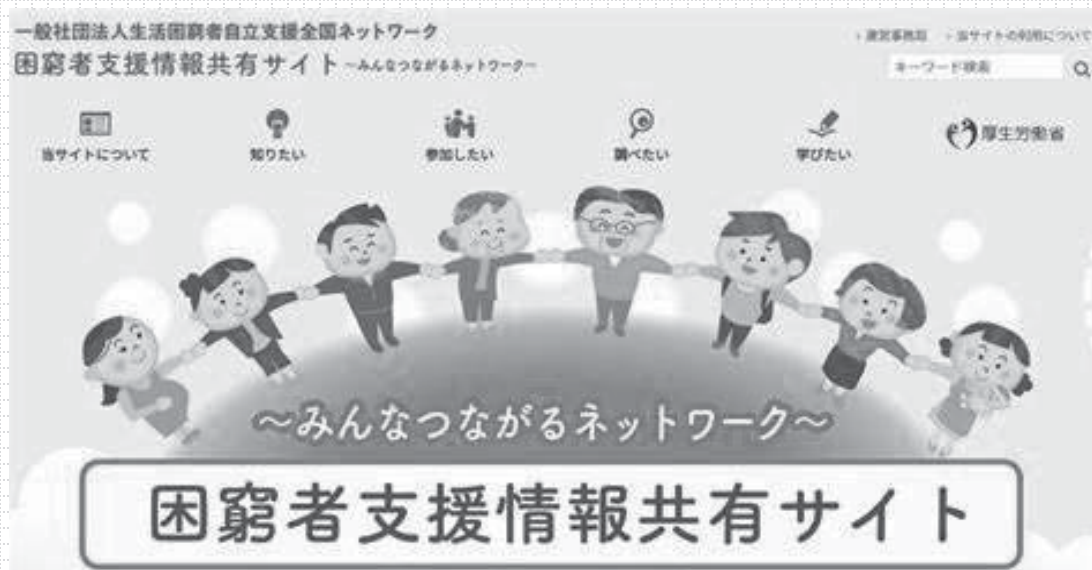 一般社団法人生活困窮者自立支援全国ネットワーク
運営事務局 当サイトの利用について
困窮者支援情報共有サイト ～みんなつながるネットワーク～
キーワード検索
当サイトについて
知りたい
参加したい
調べたい
学びたい
厚生労働省
～みんなつながるネットワーク～
困窮者支援情報共有サイト